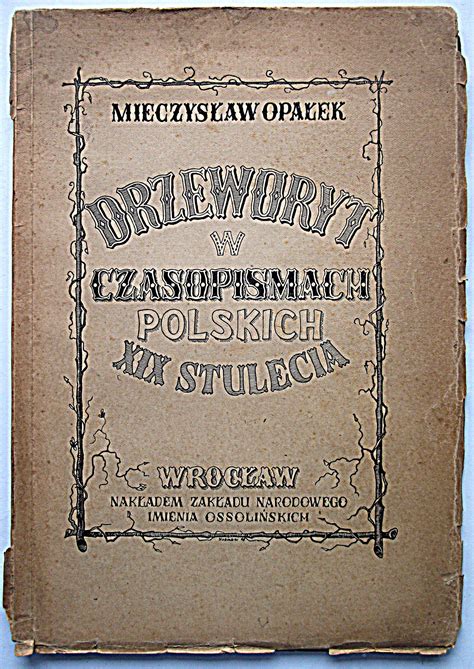 MIECZYSŁAW OPAŁEK
DRZEWORYT
W
CZASOPISMACH
POLSKICH
XIX STULECIA
WROCŁAW
NAKŁADEM ZAKŁADU NARODOWEGO
IMIENIA OSSOLIŃSKICH